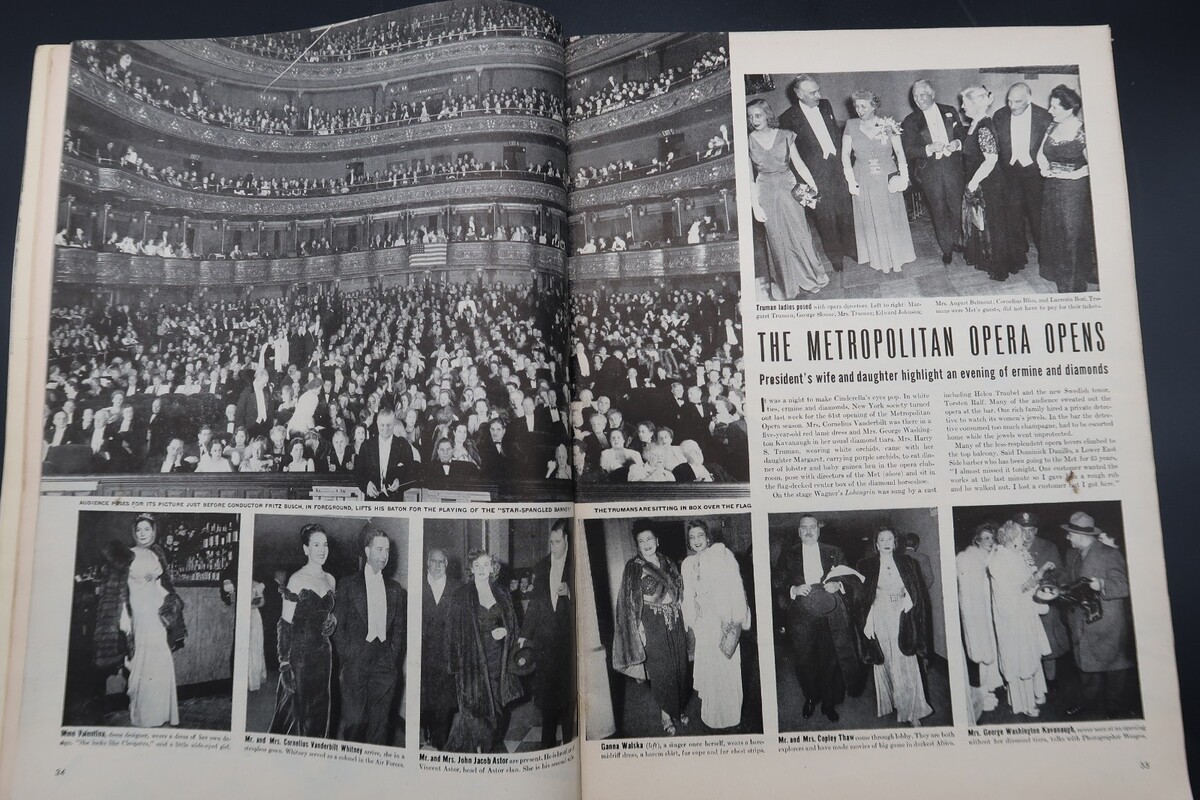 AUDIENCE POSES FOR ITS PICTURE JUST BEFORE CONDUCTOR FRITZ BUSCH, IN FOREGROUND, LIFTS HIS BATON FOR THE PLAYING OF THE "STAR-SPANGLED BANNER"
THE TRUMANS ARE SITTING IN BOX OVER THE FLAG
Truman ladies posed with opera directors. Left to right: Mar-
garet Truman; George Sloane; Mrs. Truman; Edward Johnson;
Mrs. August Belmont; Cornelius Bliss, and Lucrezia Bori. Tru-
mans were Met's guests, did not have to pay for their tickets.
THE METROPOLITAN OPERA OPENS
President's wife and daughter highlight an evening of ermine and diamonds
It was a night to make Cinderella's eyes pop. In white
ties, ermine and diamonds, New York society turned
out last week for the 61st opening of the Metropolitan
Opera season. Mrs. Cornelius Vanderbilt was there in a
five-year-old red lamé dress and Mrs. George Washing-
ton Kavanaugh in her usual diamond tiara. Mrs. Harry
S. Truman, wearing white orchids, came with her
daughter Margaret, carrying purple orchids, to eat din-
ner of lobster and baby guinea hen in the opera club-
room, pose with directors of the Met (above) and sit in
the flag-decked center box of the diamond horseshoe.
On the stage Wagner's Lohengrin was sung by a cast
including Helen Traubel and the new Swedish tenor,
Torsten Ralf. Many of the audience sweated out the
opera at the bar. One rich family hired a private detec-
tive to watch its women's jewels. In the bar the detec-
tive consumed too much champagne, had to be escorted
home while the jewels went unprotected.
Many of the less resplendent opera lovers climbed to
the top balcony. Said Dominick Danillo, a Lower East
Side barber who has been going to the Met for 25 years,
"I almost missed it tonight. One customer wanted the
works at the last minute so I gave him a rough rub
and he walked out. I lost a customer but I got here."
Mme Valentina, dress designer, wears a dress of her own de-
sign. "She looks like Cleopatra," said a little wide-eyed girl.
Mr. and Mrs. Cornelius Vanderbilt Whitney arrive, she in a
strapless gown. Whitney served as a colonel in the Air Forces.
Mr. and Mrs. John Jacob Astor are present. He is
Vincent Astor, head of Astor clan. She is his second
Ganna Walska (left), a singer once herself, wears a bare-
midriff dress, a harem skirt, fur cape and fur chest strips.
Mr. and Mrs. Copley Thaw come through lobby. They are both
explorers and have made movies of big game in darkest Africa.
Mrs. George Washington Kavanaugh, never seen at an opening
without her diamond tiara, talks with Photographer Weegee.
34
35